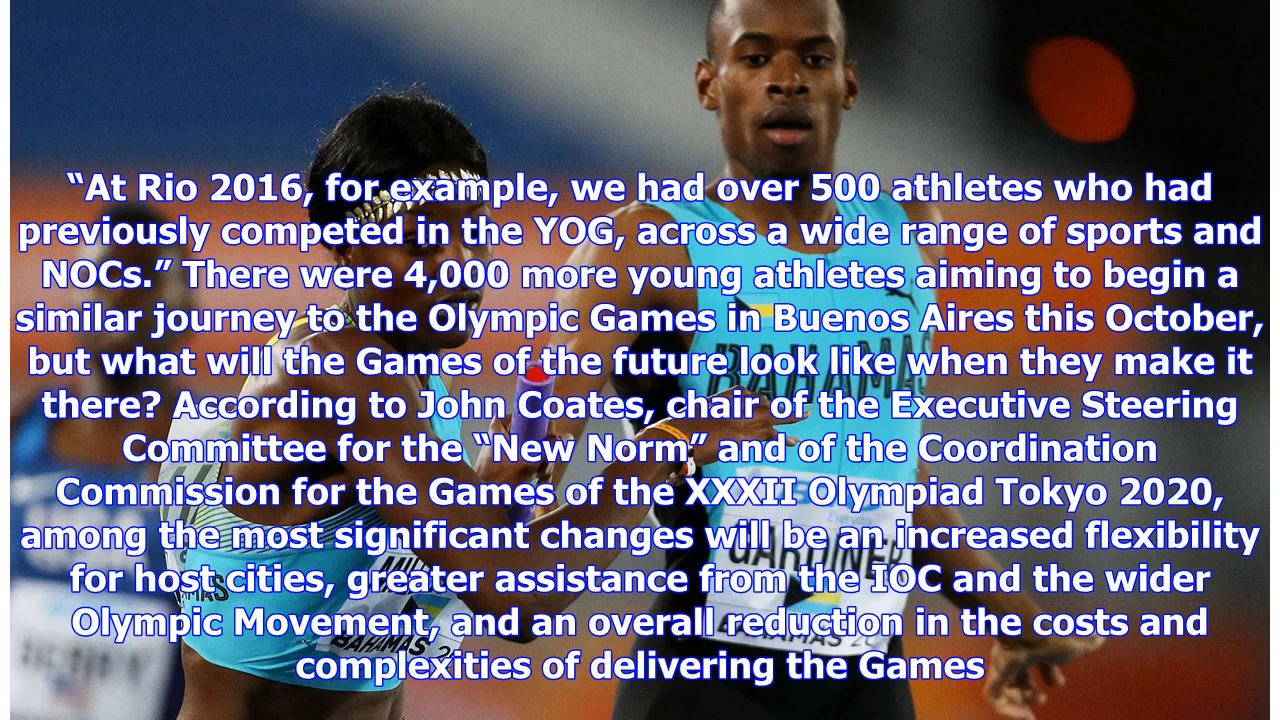 “At Rio 2016, for example, we had over 500 athletes who had
previously competed in the YOG, across a wide range of sports and
NOCs.” There were 4,000 more young athletes aiming to begin a
similar journey to the Olympic Games in Buenos Aires this October,
but what will the Games of the future look like when they make it
there? According to John Coates, chair of the Executive Steering
Committee for the “New Norm” and of the Coordination
Commission for the Games of the XXXII Olympiad Tokyo 2020,
among the most significant changes will be an increased flexibility
for host cities, greater assistance from the IOC and the wider
Olympic Movement, and an overall reduction in the costs and
complexities of delivering the Games
BAHAMAS
GARDINER
BAHAMAS 20
BAHAMAS 2